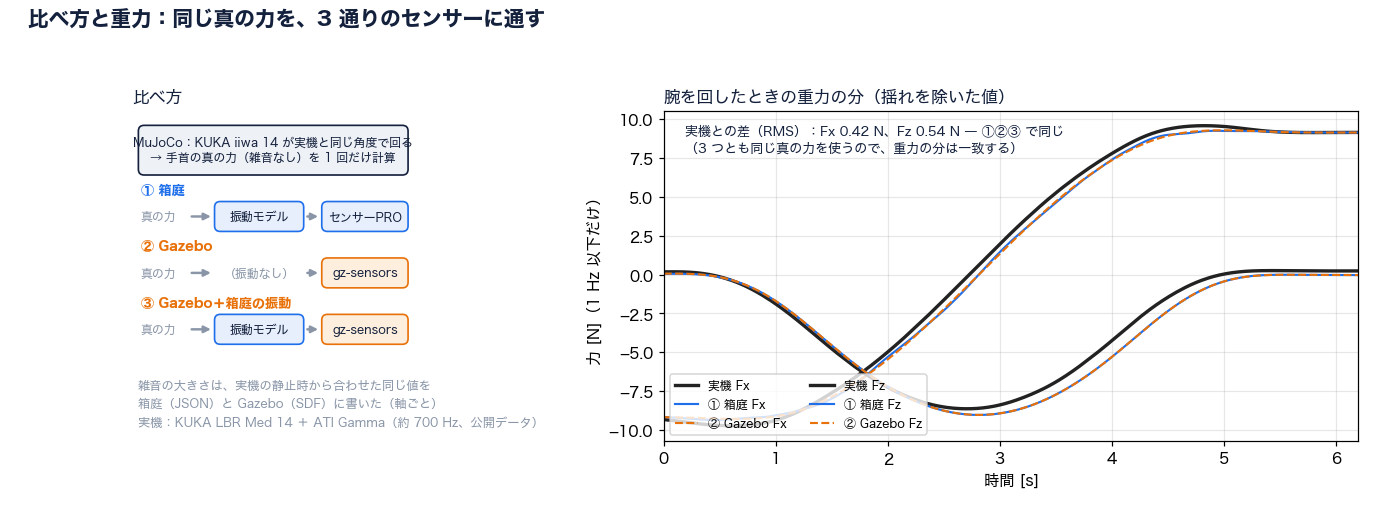 比べ方と重力：同じ真の力を、3 通りのセンサーに通す
比べ方
MuJoCo：KUKA iiwa 14 が実機と同じ角度で回る
→ 手首の真の力（雑音なし）を 1 回だけ計算
① 箱庭
真の力
振動モデル
センサーPRO
② Gazebo
真の力
（振動なし）
gz-sensors
③ Gazebo＋箱庭の振動
真の力
振動モデル
gz-sensors
雑音の大きさは、実機の静止時から合わせた同じ値を
箱庭（JSON）と Gazebo（SDF）に書いた（軸ごと）
実機：KUKA LBR Med 14 ＋ ATI Gamma（約 700 Hz、公開データ）
腕を回したときの重力の分（揺れを除いた値）
実機との差（RMS）：Fx 0.42 N、Fz 0.54 N — ①②③ で同じ
（3 つとも同じ真の力を使うので、重力の分は一致する）
力 [N]（1 Hz 以下だけ）
10.0
7.5
5.0
2.5
0.0
−2.5
−5.0
−7.5
−10.0
実機 Fx
① 箱庭 Fx
② Gazebo Fx
実機 Fz
① 箱庭 Fz
② Gazebo Fz
0 1 2 3 4 5 6
時間 [s]